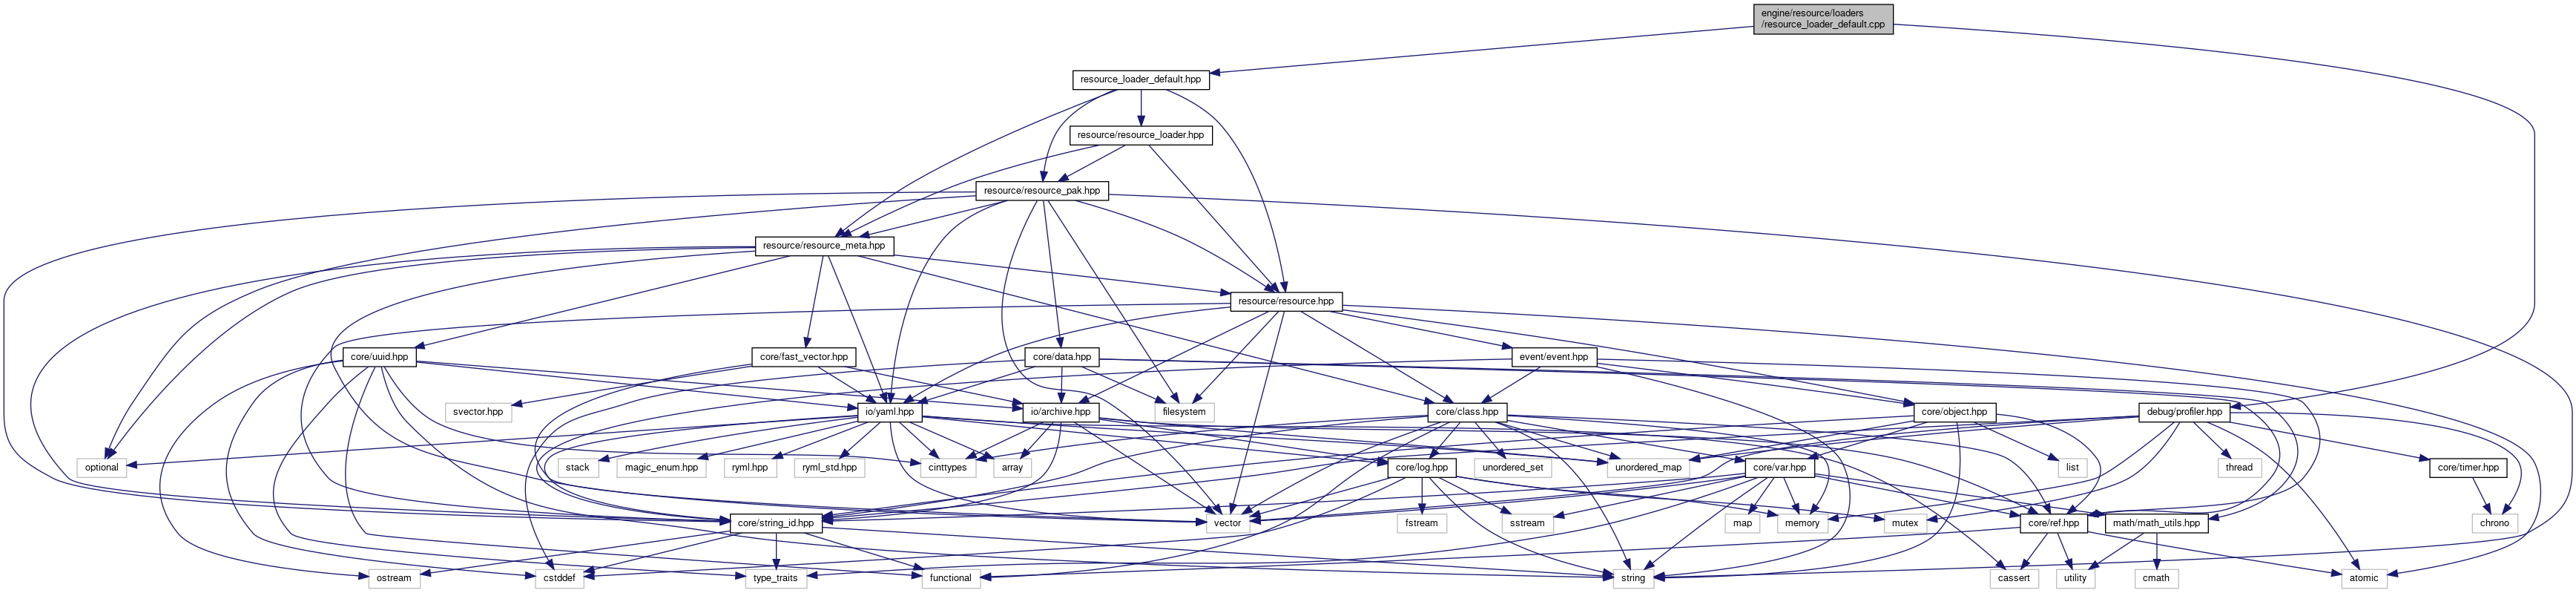 engine/resource/loaders
/resource_loader_default.cpp
resource_loader_default.hpp
resource/resource_loader.hpp
resource/resource_pak.hpp
resource/resource_meta.hpp
resource/resource.hpp
core/uuid.hpp
core/fast_vector.hpp
core/data.hpp
event/event.hpp
svector.hpp
io/yaml.hpp
io/archive.hpp
filesystem
core/class.hpp
core/object.hpp
debug/profiler.hpp
optional
stack
magic_enum.hpp
ryml.hpp
ryml_std.hpp
cinttypes
array
core/log.hpp
unordered_set
unordered_map
core/var.hpp
list
thread
core/timer.hpp
core/string_id.hpp
vector
fstream
sstream
map
memory
mutex
core/ref.hpp
math/math_utils.hpp
chrono
ostream
cstddef
type_traits
functional
string
cassert
utility
cmath
atomic